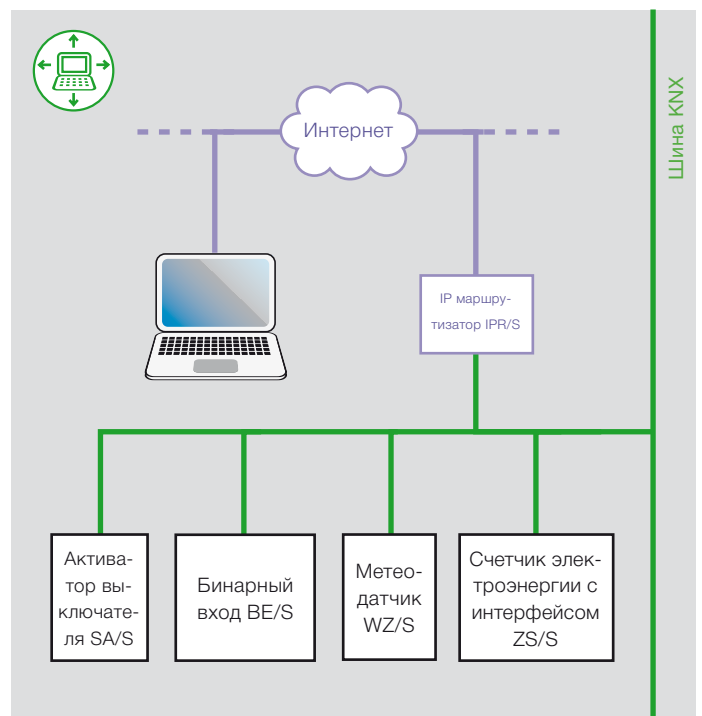 Интернет
Шина KNX
IP маршру-
тизатор IPR/S
Актива-
тор вы-
ключате-
ля SA/S
Бинарный
вход BE/S
Метео-
датчик
WZ/S
Счетчик элек-
троэнергии с
интерфейсом
ZS/S